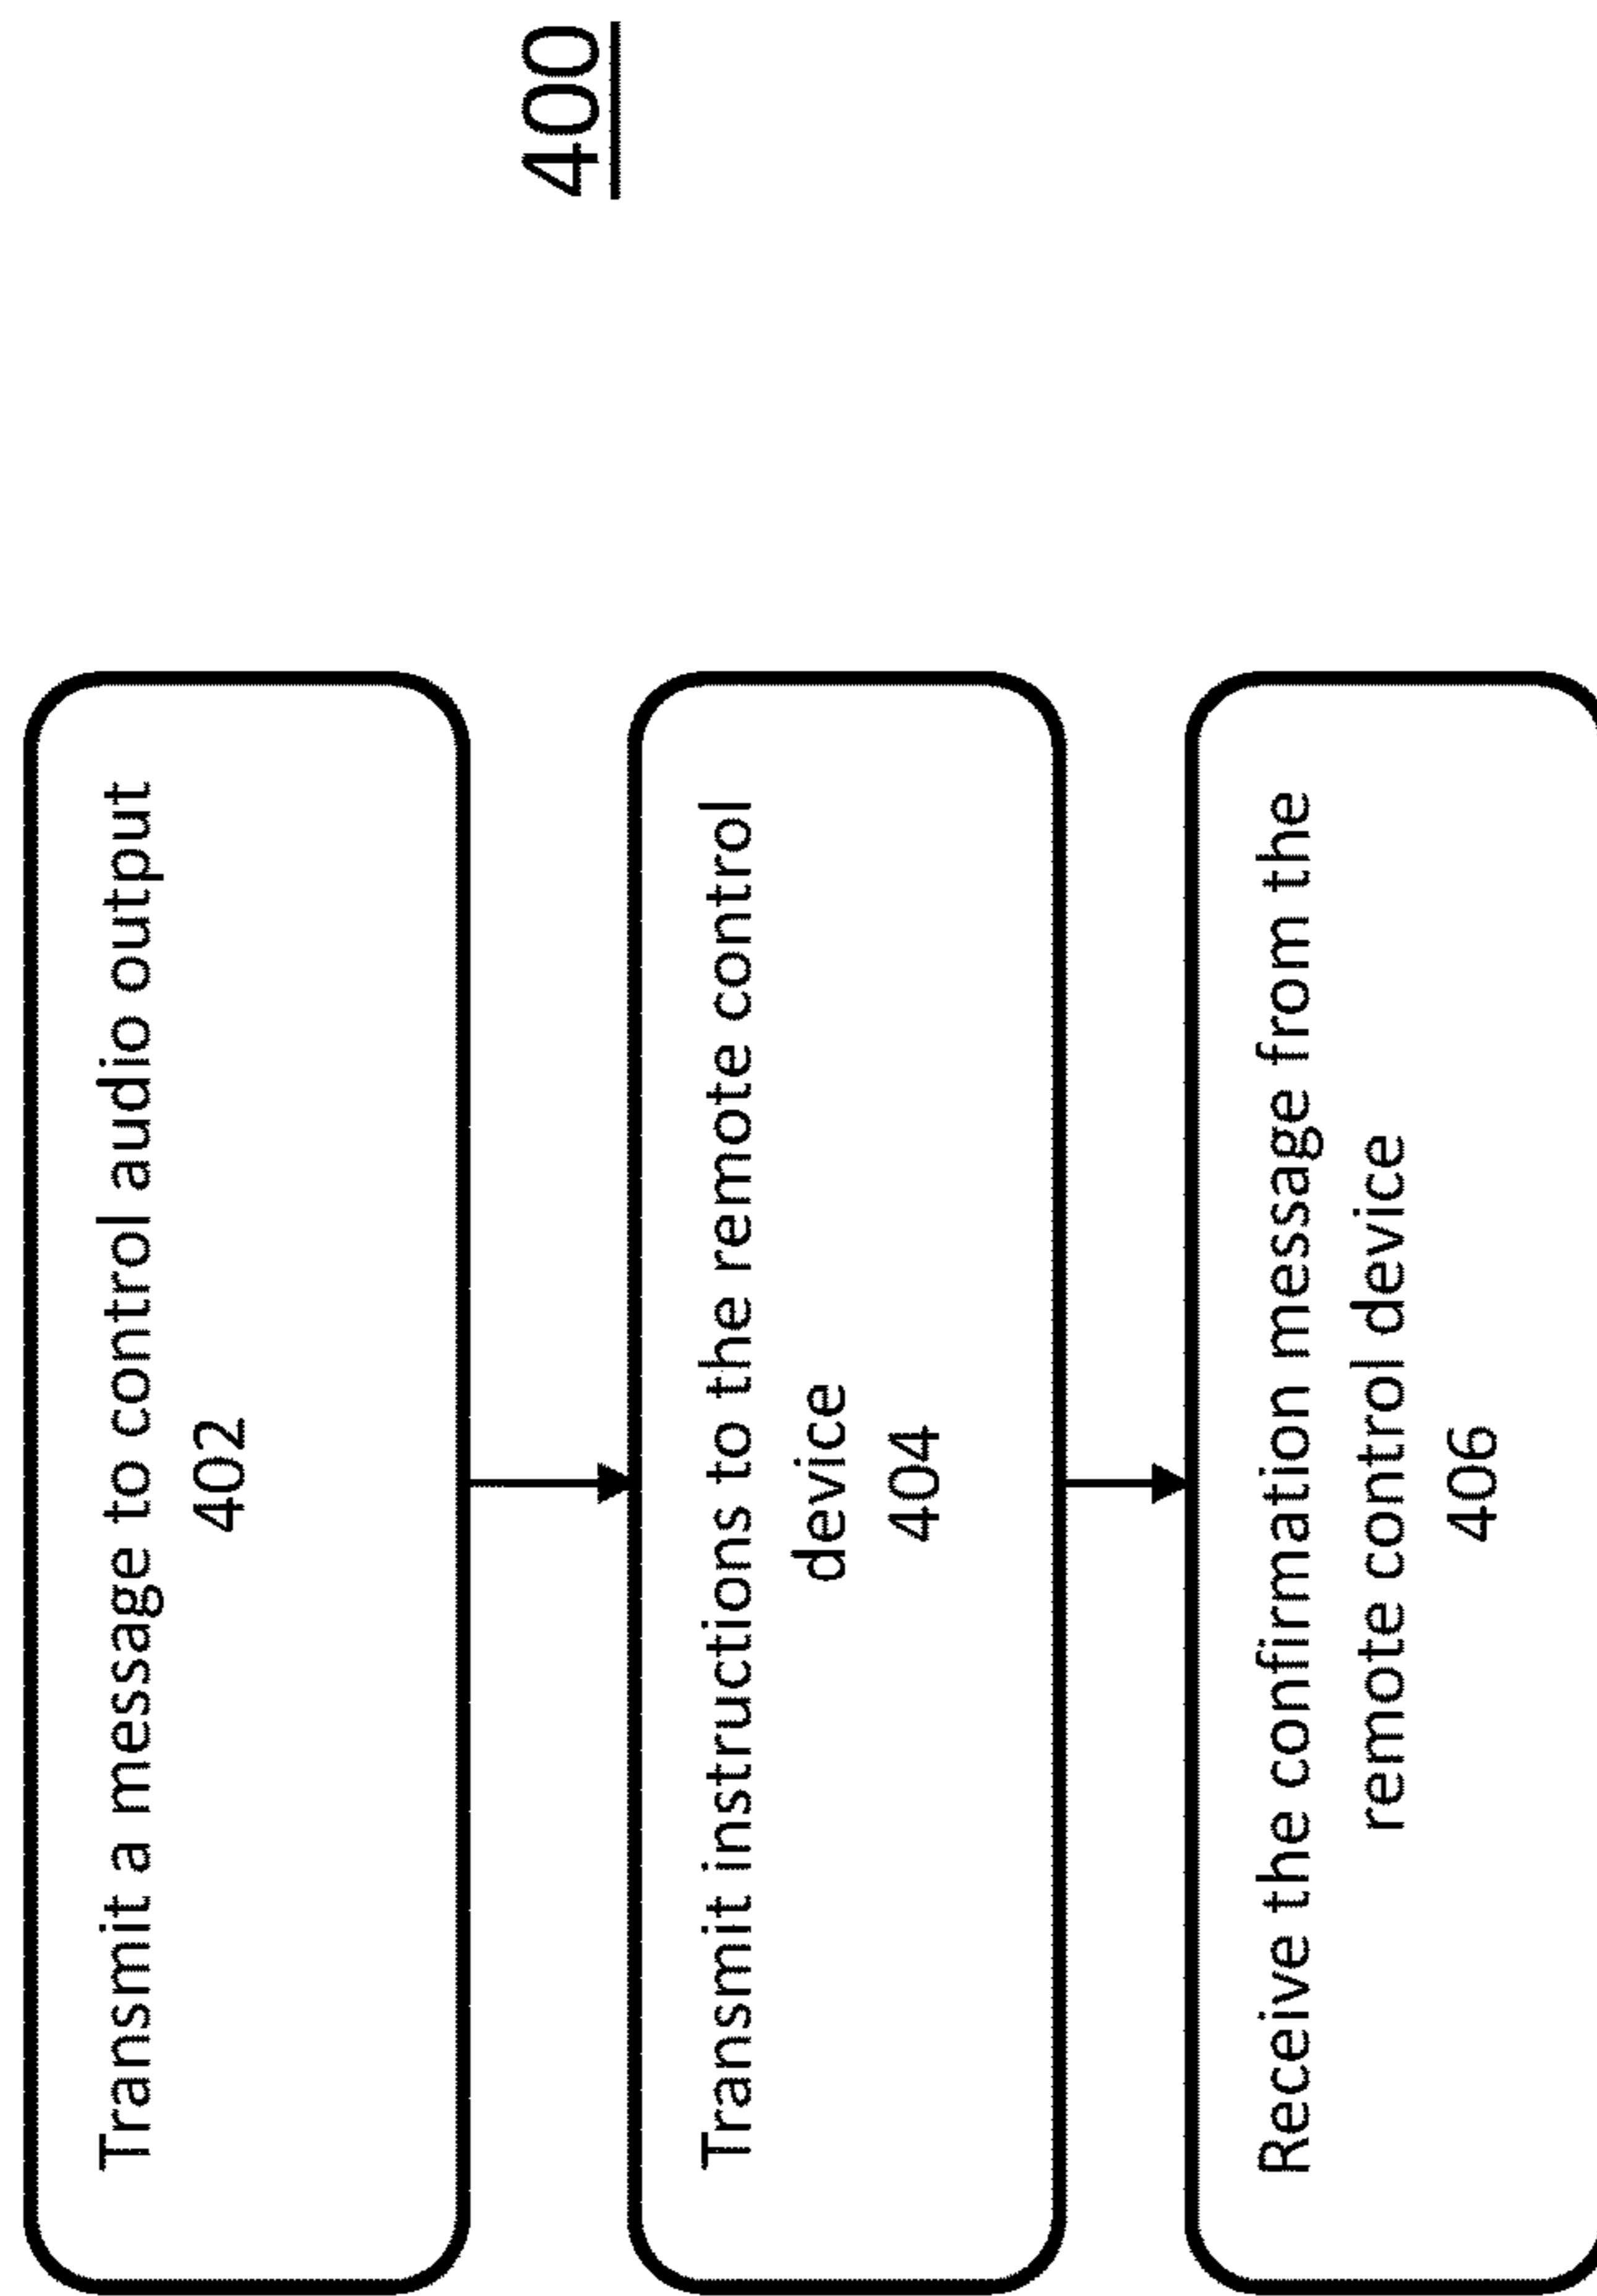 400
Transmit a message to control audio output
402
Transmit instructions to the remote control
device
404
Receive the confirmation message from the
remote control device
406